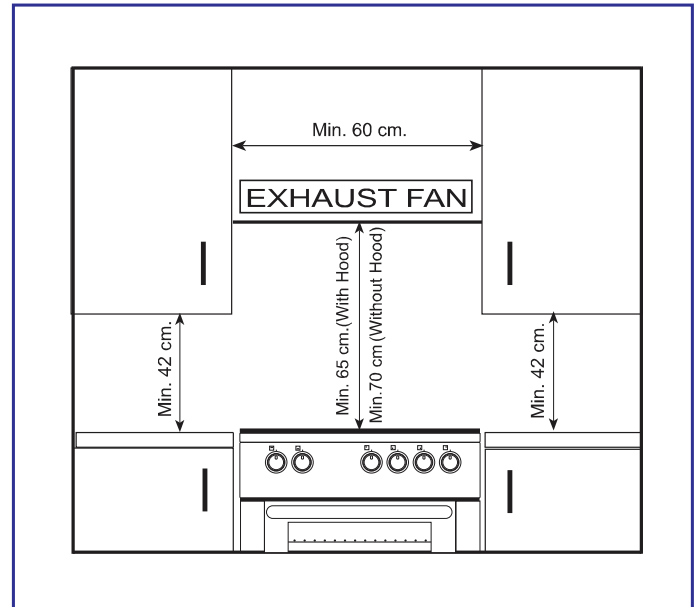 Min. 60 cm.
EXHAUST FAN
Min. 42 cm.
Min. 65 cm.(With Hood)
Min.70 cm (Without Hood)
Min. 42 cm.